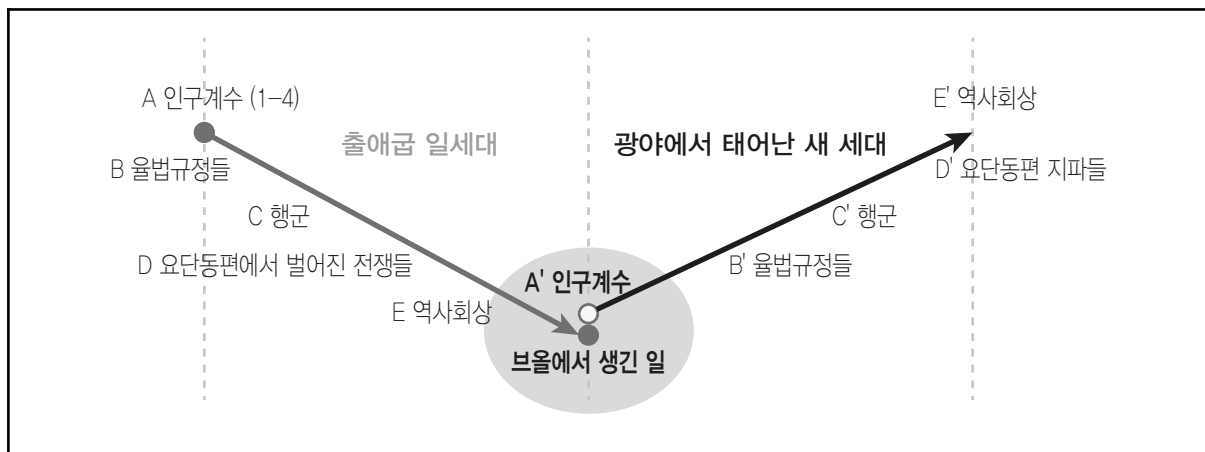 A 인구계수 (1-4)
출애굽 일세대
B 율법규정들
C 행군
D 요단동편에서 벌어진 전쟁들
E 역사회상
A' 인구계수
브올에서 생긴 일
광야에서 태어난 새 세대
E' 역사회상
D' 요단동편 지파들
C' 행군
B' 율법규정들